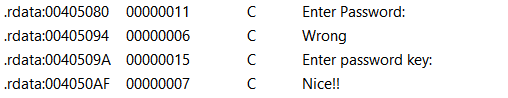 .rdata:00405080 00000011 C Enter Password:
.rdata:00405094 00000006 C Wrong
.rdata:0040509A 00000015 C Enter password key:
.rdata:004050AF 00000007 C Nice!!